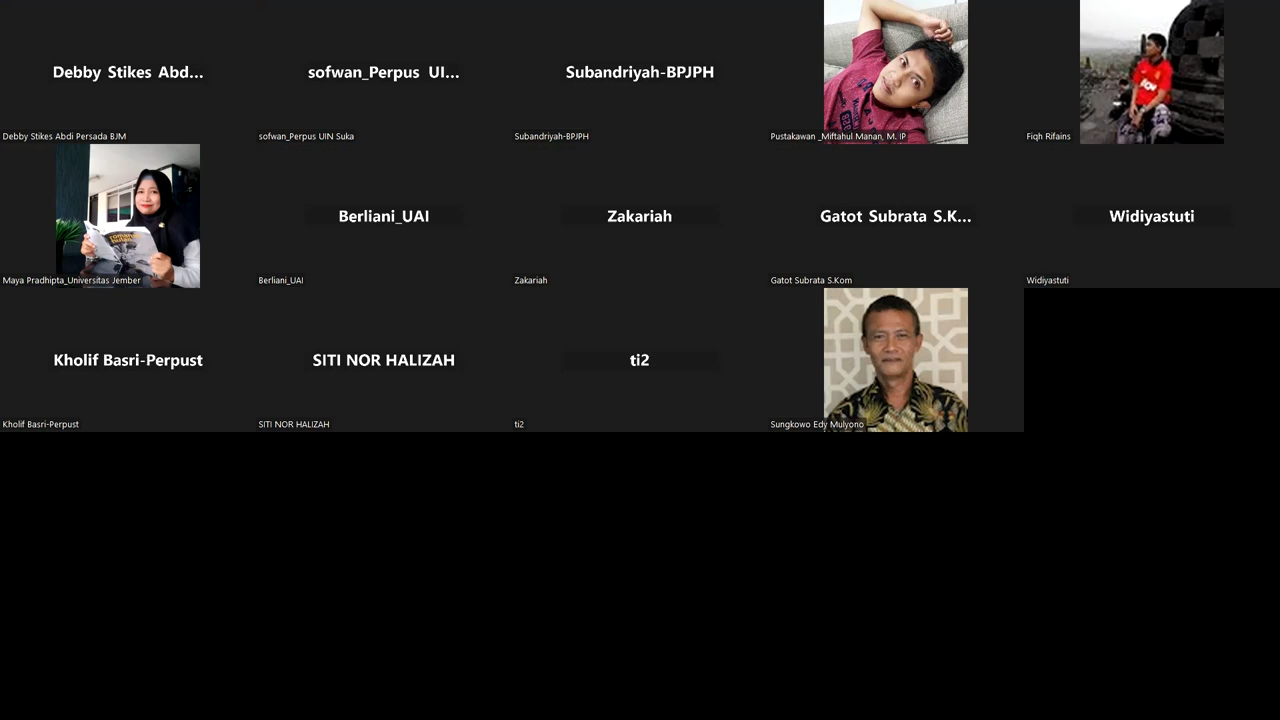 Debby Stikes Abd...
sofwan_Perpus UI...
Subandriyah-BPJPH
Debby Stikes Abdi Persada BJM
sofwan_Perpus UIN Suka
Subandriyah-BPJPH
Pustakawan _Miftahul Manan, M. IP
Fiqh Rifains
Berliani_UAI
Zakariah
Gatot Subrata S.K...
Widiyastuti
Maya Pradhipta_Universitas Jember
Berliani_UAI
Zakariah
Gatot Subrata S.Kom
Widiyastuti
Kholif Basri-Perpust
SITI NOR HALIZAH
ti2
Kholif Basri-Perpust
SITI NOR HALIZAH
ti2
Sungkowo Edy Mulyono